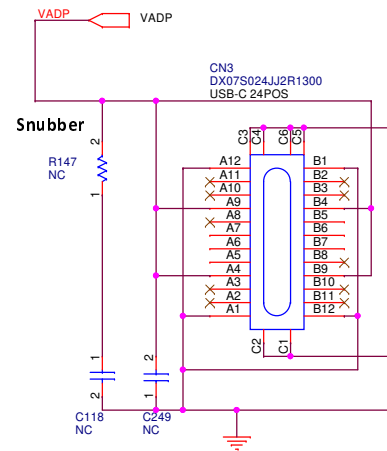 VADP
VADP
CN3
DX07S024JJ2R1300
USB-C 24POS
Snubber
C3
C4
C6
C5
2
R147
NC
1
A12
A11
A10
A9
A8
A7
A6
A5
A4
A3
A2
A1
B1
B2
B3
B4
B5
B6
B7
B8
B9
B10
B11
B12
C2
C1
1
2
2
1
C118
NC
C249
NC